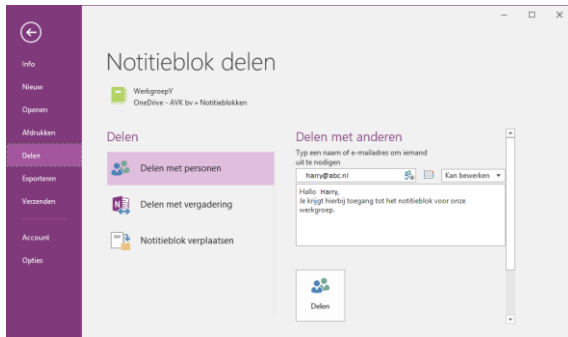 Info
Nieuw
Openen
Afdrukken
Delen
Exporteren
Verzenden
Account
Opties
Notitieblok delen
WerkgroepY
OneDrive - AVK bv » Notitieblokken
Delen
Delen met personen
Delen met vergadering
Notitieblok verplaatsen
Delen met anderen
Typ een naam of e-mailadres om iemand
uit te nodigen
harry@abc.nl
Kan bewerken
Hallo Harry,
Je krijgt hierbij toegang tot het notitieblok voor onze
werkgroep.
Delen